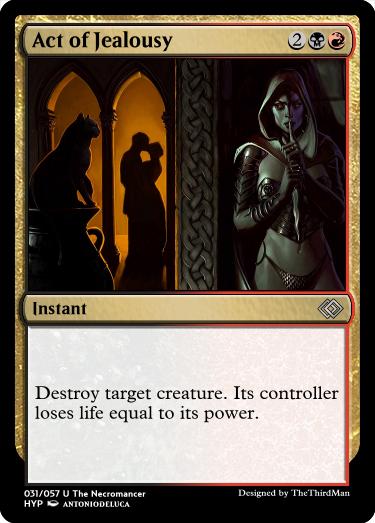 Act of Jealousy 2
Instant
Destroy target creature. Its controller
loses life equal to its power.
031/057 U The Necromancer
Designed by TheThirdMan
HYP ANTONIODELUCA